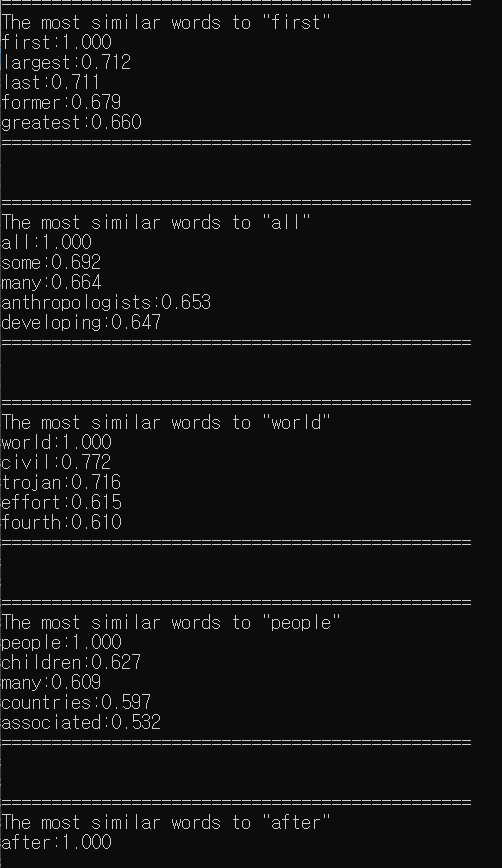 ===============================================
The most similar words to "first"
first:1.000
largest:0.712
last:0.711
former:0.679
greatest:0.660
===============================================
===============================================
The most similar words to "all"
all:1.000
some:0.692
many:0.664
anthropologists:0.653
developing:0.647
===============================================
===============================================
The most similar words to "world"
world:1.000
civil:0.772
trojan:0.716
effort:0.615
fourth:0.610
===============================================
===============================================
The most similar words to "people"
people:1.000
children:0.627
many:0.609
countries:0.597
associated:0.532
===============================================
===============================================
The most similar words to "after"
after:1.000